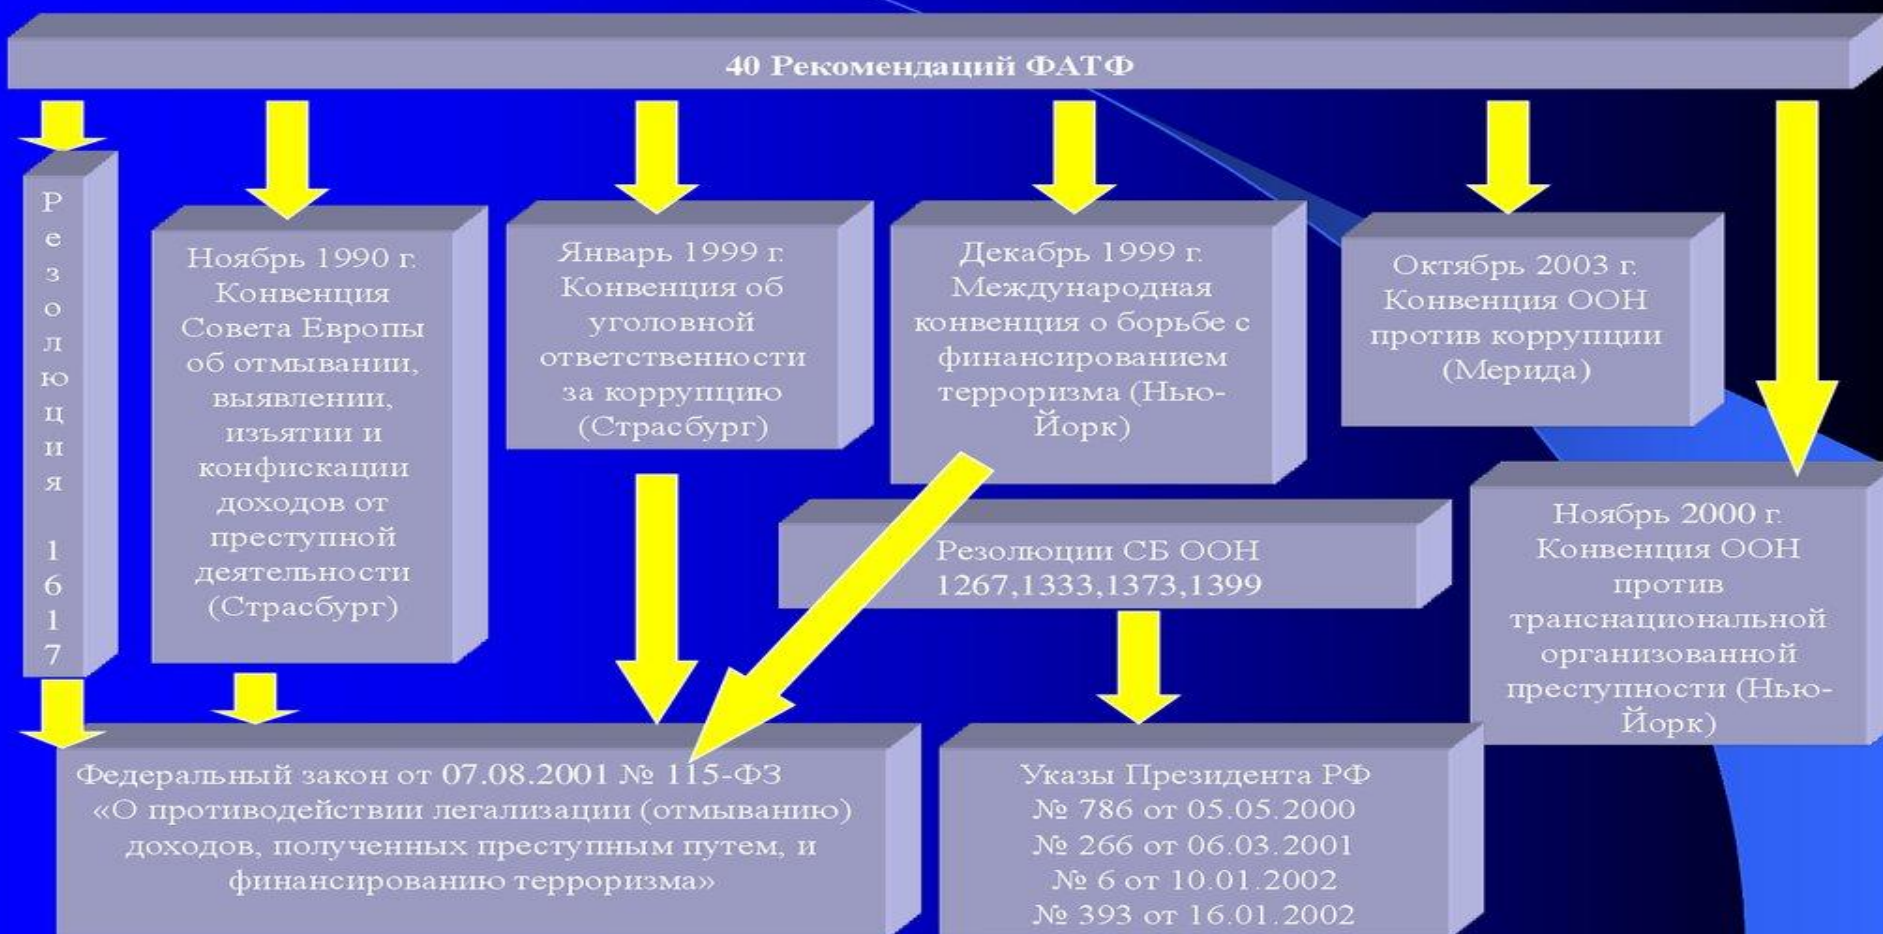 40 Рекомендаций ФАТФ
Резолюция 1617
Ноябрь 1990 г.
Конвенция
Совета Европы
об отмывании,
выявлении,
изъятии и
конфискации
доходов от
преступной
деятельности
(Страсбург)
Январь 1999 г.
Конвенция об
уголовной
ответственности
за коррупцию
(Страсбург)
Декабрь 1999 г.
Международная
конвенция о борьбе с
финансированием
терроризма (Нью-
Йорк)
Октябрь 2003 г.
Конвенция ООН
против коррупции
(Мерида)
Резолюции СБ ООН
1267,1333,1373,1399
Ноябрь 2000 г.
Конвенция ООН
против
транснациональной
организованной
преступности (Нью-
Йорк)
Федеральный закон от 07.08.2001 № 115-ФЗ
«О противодействии легализации (отмыванию)
доходов, полученных преступным путем, и
финансированию терроризма»
Указы Президента РФ
№ 786 от 05.05.2000
№ 266 от 06.03.2001
№ 6 от 10.01.2002
№ 393 от 16.01.2002